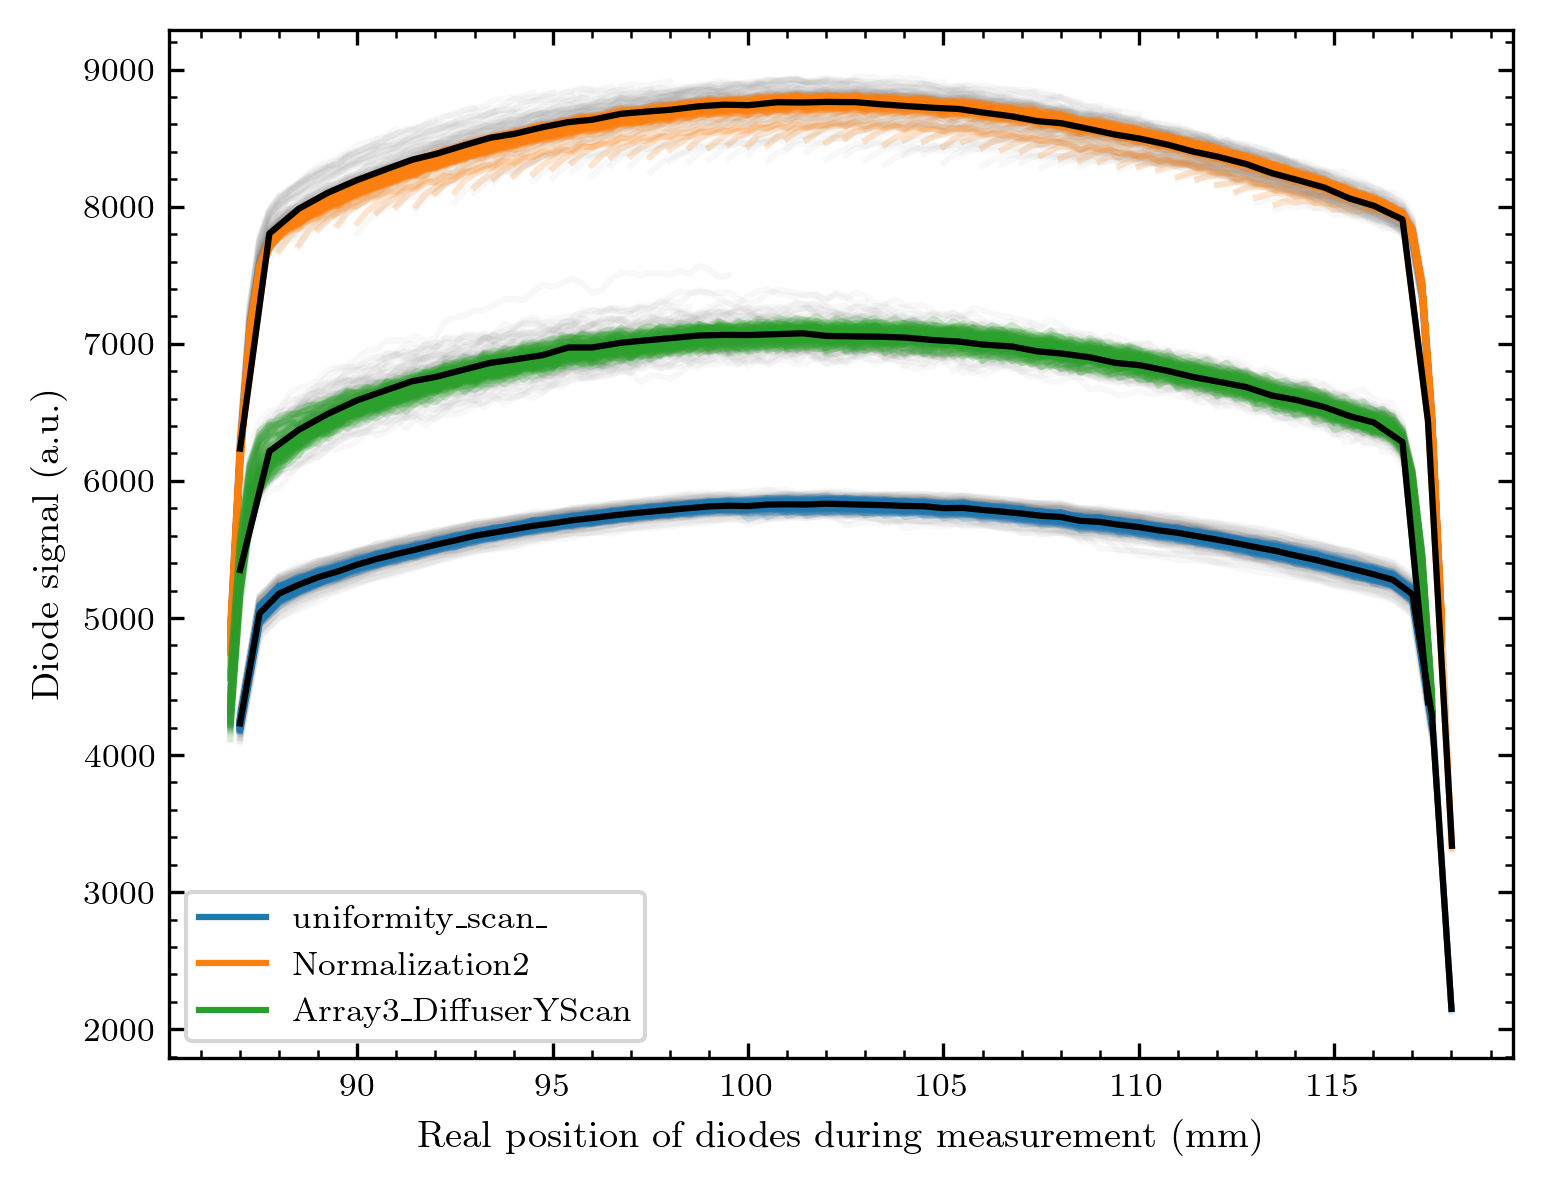 9000
8000
7000
6000
5000
4000
3000
2000
Diode signal (a.u.)
uniformity_scan_
Normalization2
Array3_DiffuserYScan
90 95 100 105 110 115
Real position of diodes during measurement (mm)